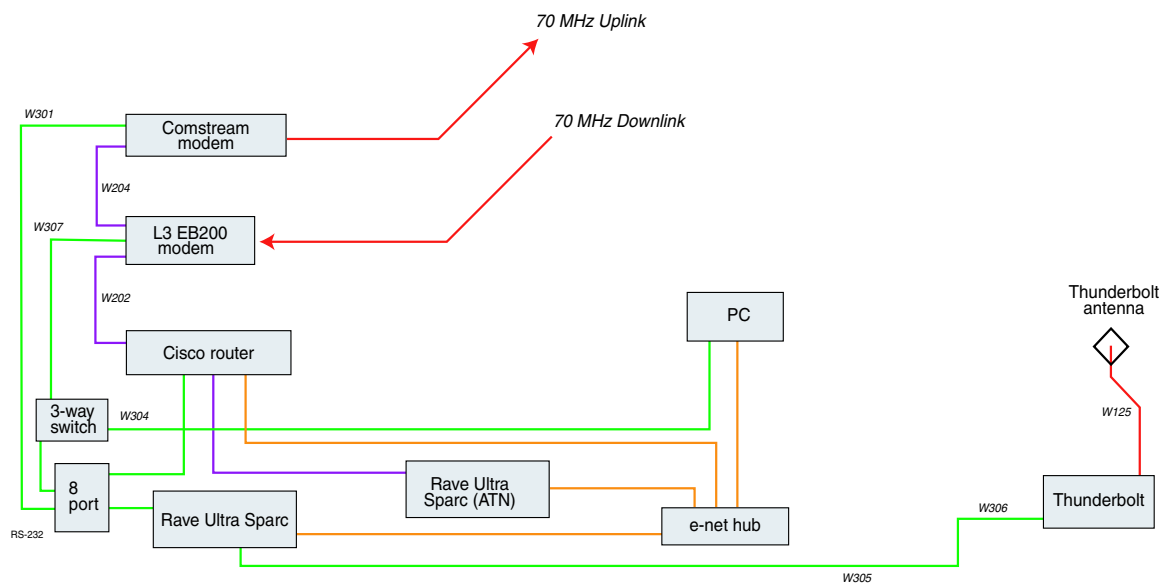 70 MHz Uplink
W301
Comstream
modem
70 MHz Downlink
W204
W307
L3 EB200
modem
W202
Thunderbolt
antenna
PC
Cisco router
3-way
switch
W304
W125
8
port
Rave Ultra
Sparc (ATN)
Thunderbolt
Rave Ultra Sparc
e-net hub
W306
RS-232
W305